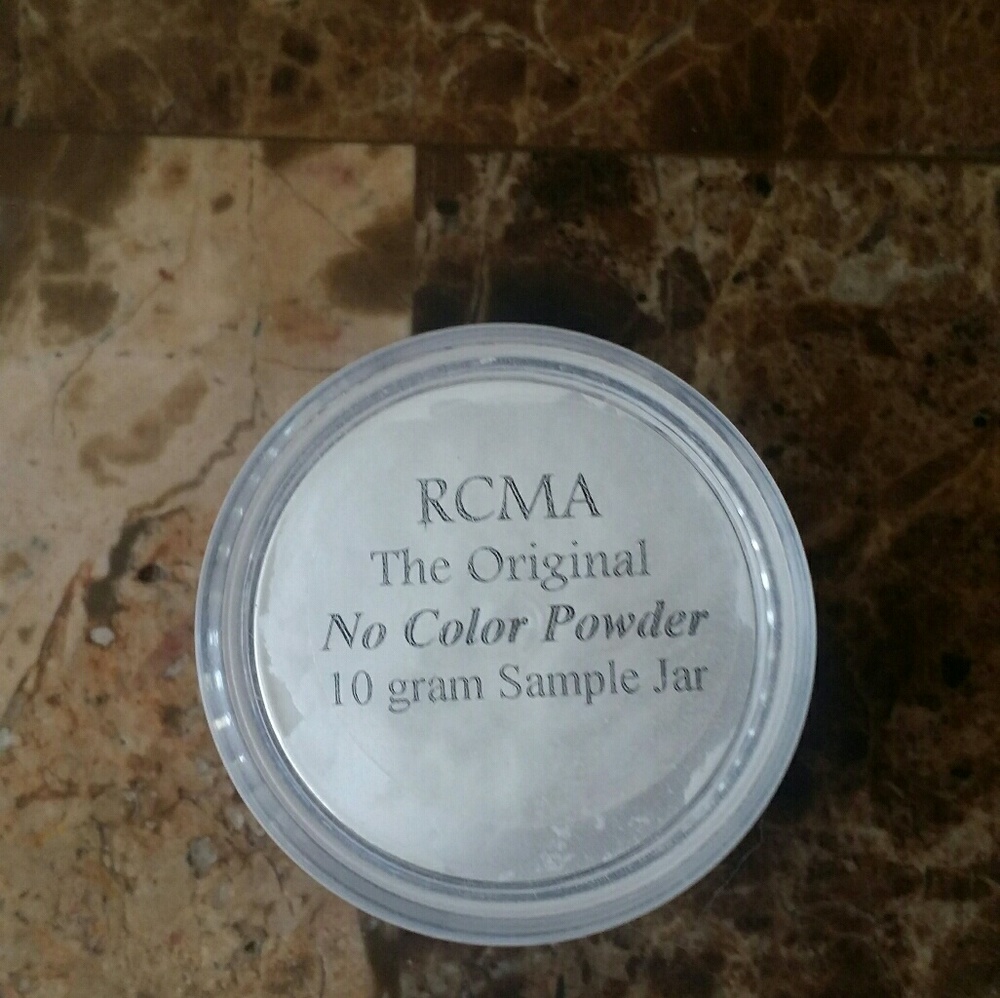 RCMA
The Original
No Color Powder
10 gram Sample Jar